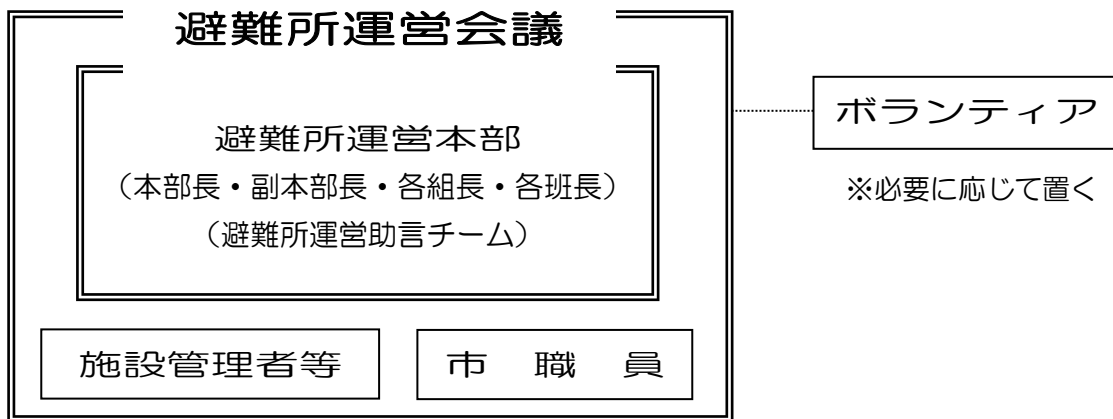 避難所運営会議
避難所運営本部
（本部長・副本部長・各組長・各班長）
（避難所運営助言チーム）
ボランティア
※必要に応じて置く
施設管理者等
市　職　員